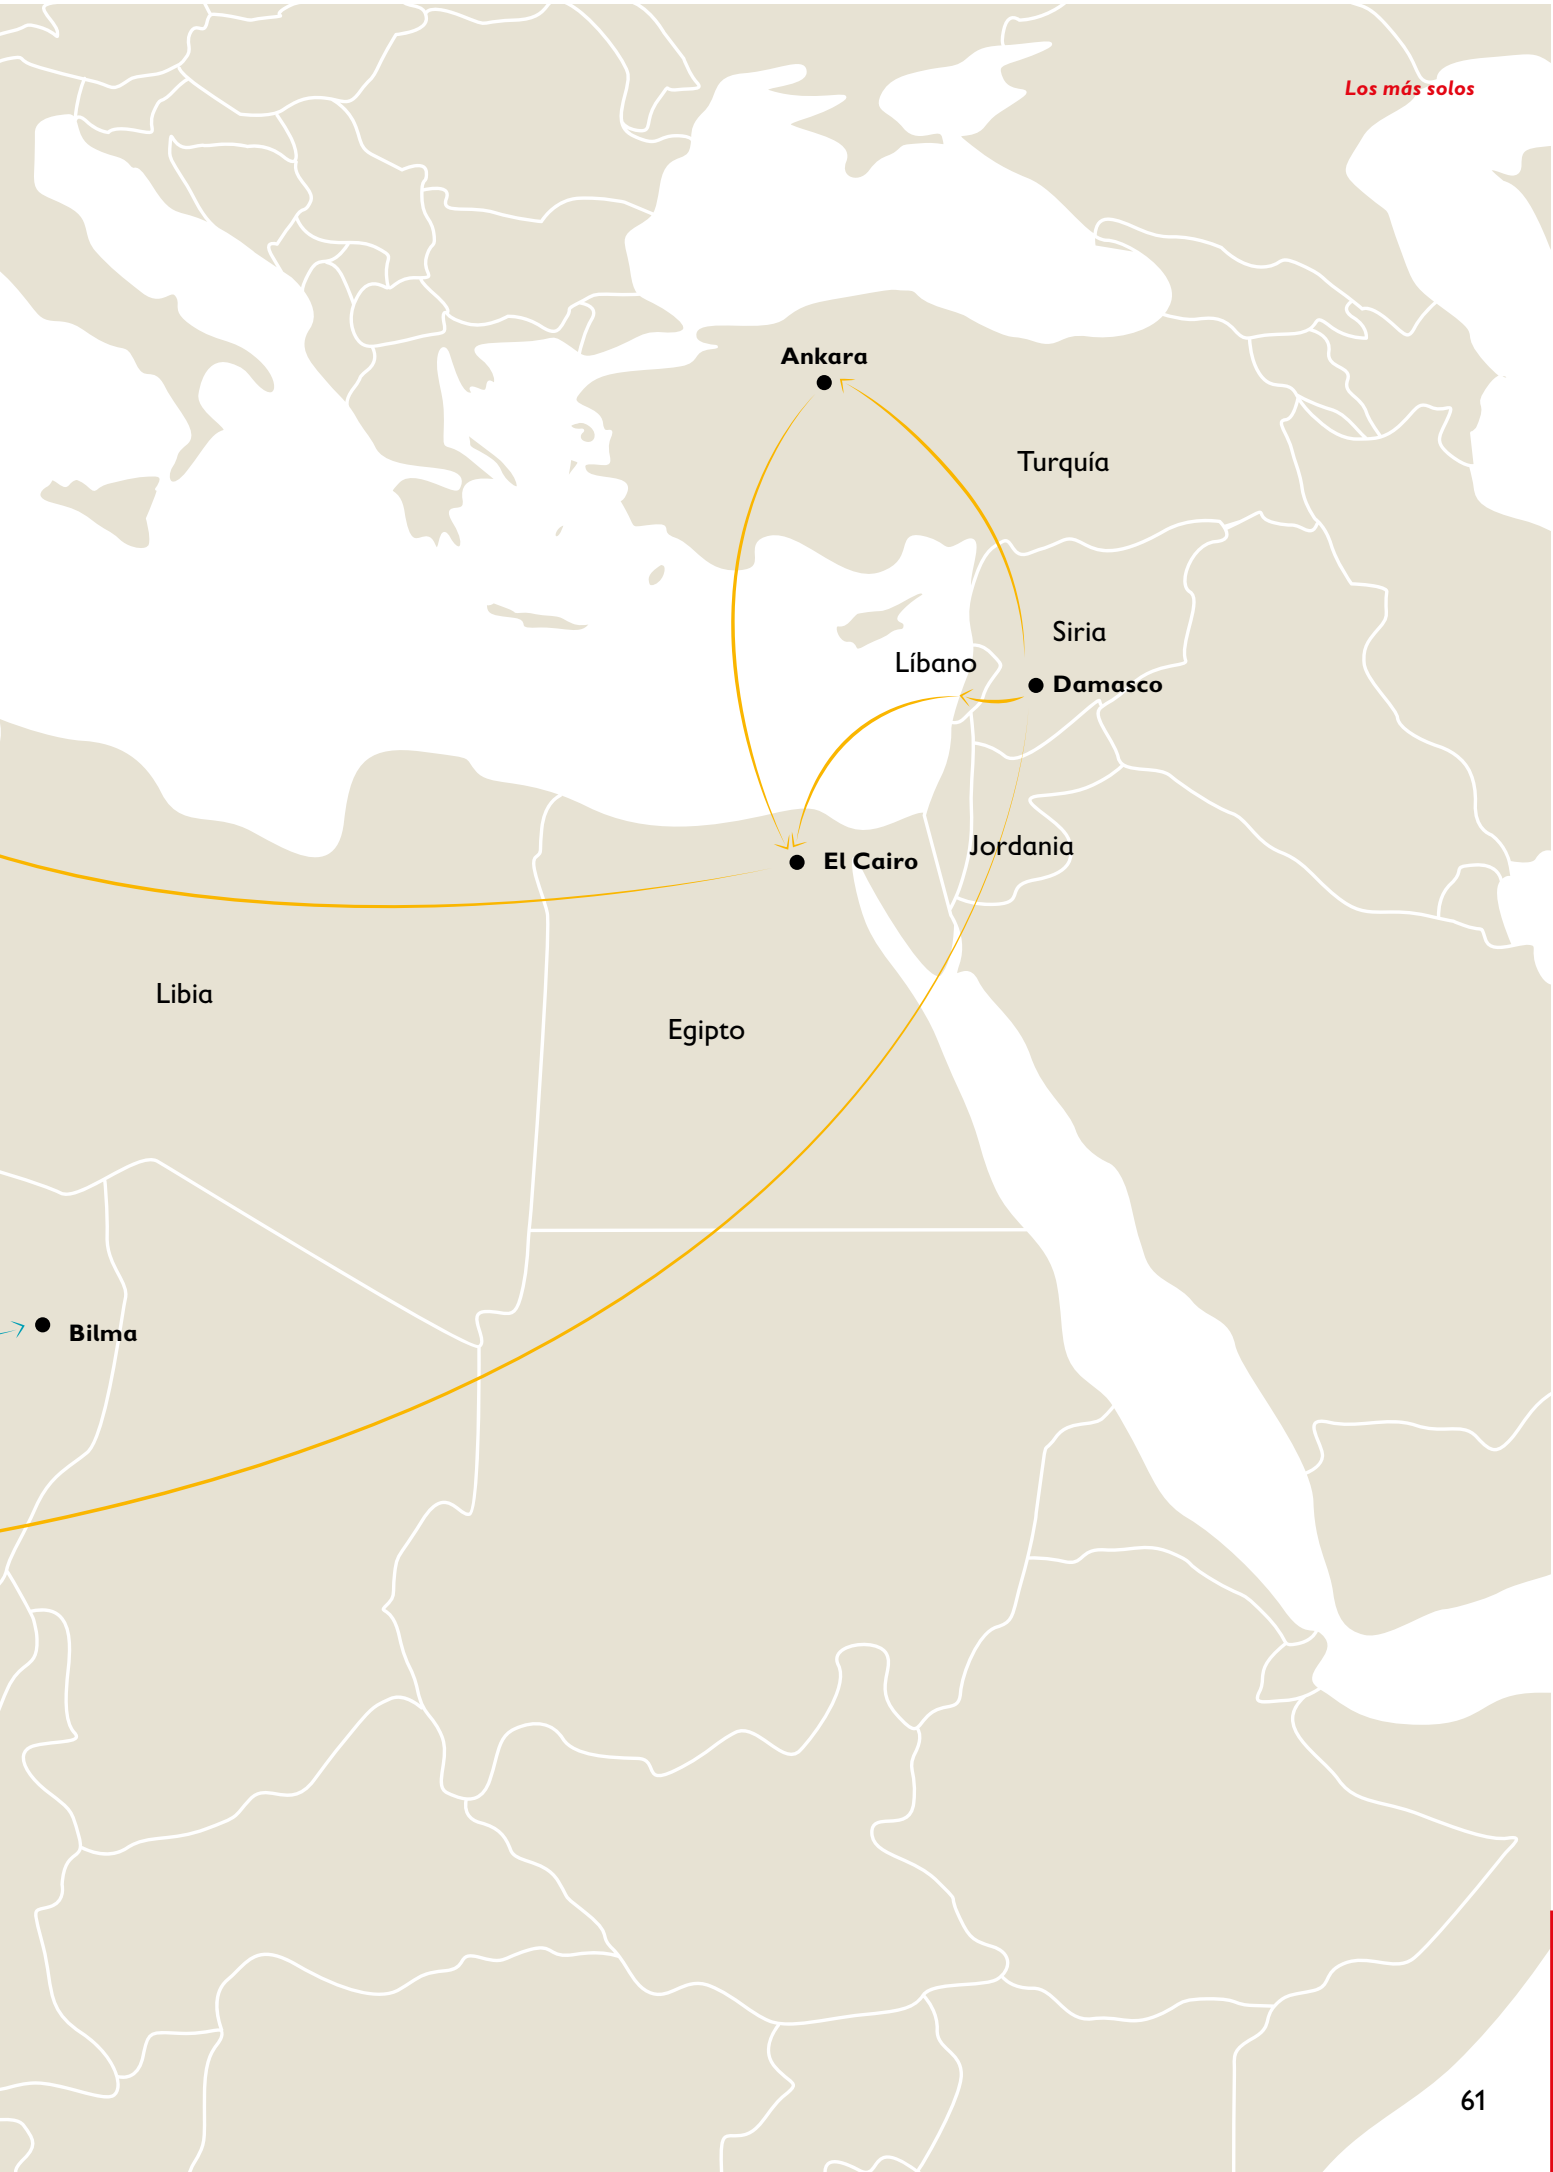 Los más solos
Ankara
Turquía
Siria
Líbano
Damasco
Jordania
El Cairo
Libia
Egipto
Bilma
61